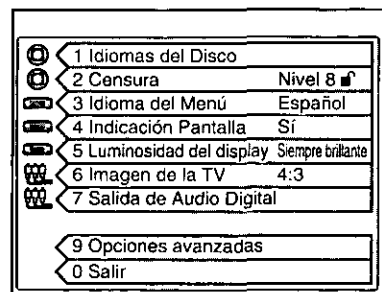 1 Idiomas del Disco
2 Censura Nivel 8
3 Idioma del Menú Español
4 Indicación Pantalla Sí
5 Luminosidad del display Siempre brillante
6 Imagen de la TV 4:3
7 Salida de Audio Digital
9 Opciones avanzadas
0 Salir